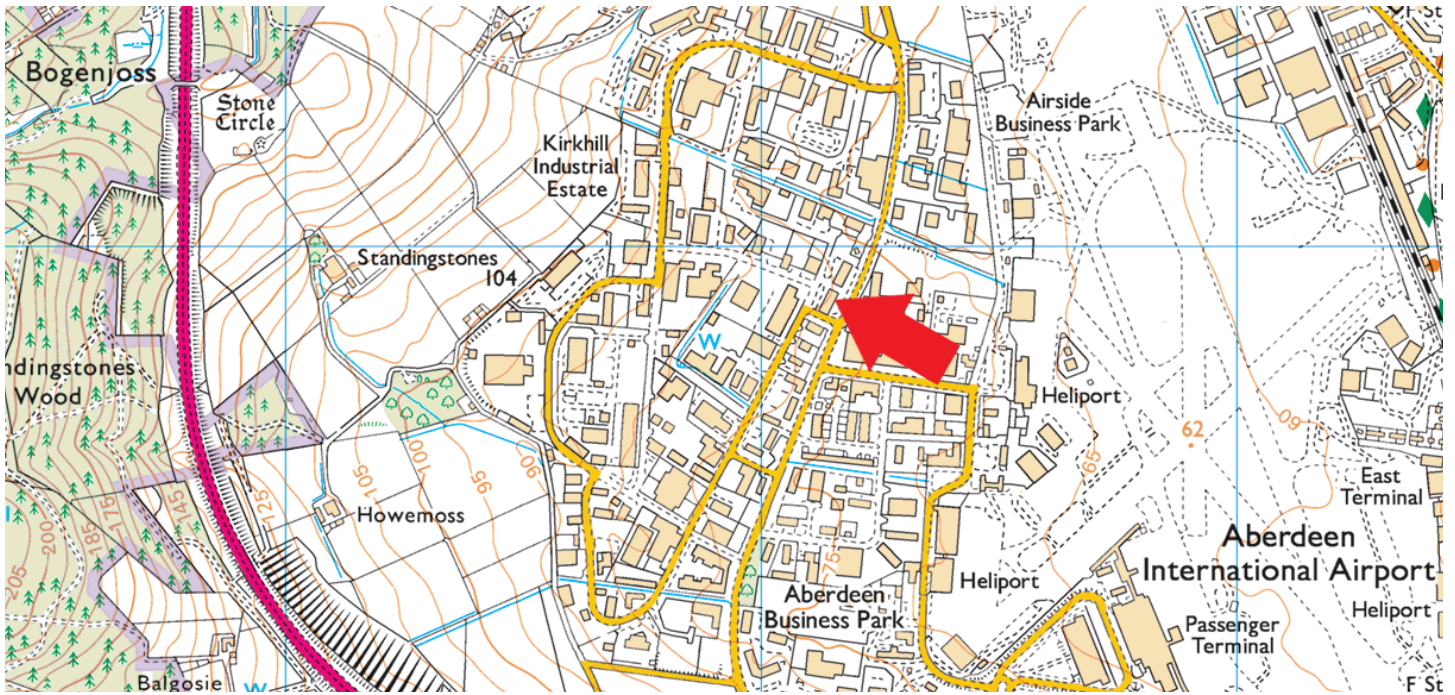 F St
Bogenjoss
Stone
Circle
Airside
Business Park
Kirkhill
Industrial
Estate
Standingstones
104
W
ndingstones
Wood
Heliport
62
60
65
East
Terminal
100
105
95
90
125
145
175
185
200
205
Howemoss
75
Aberdeen
International Airport
Heliport
Aberdeen
Business Park
Heliport
Passenger
Terminal
Balgosie
W
F St